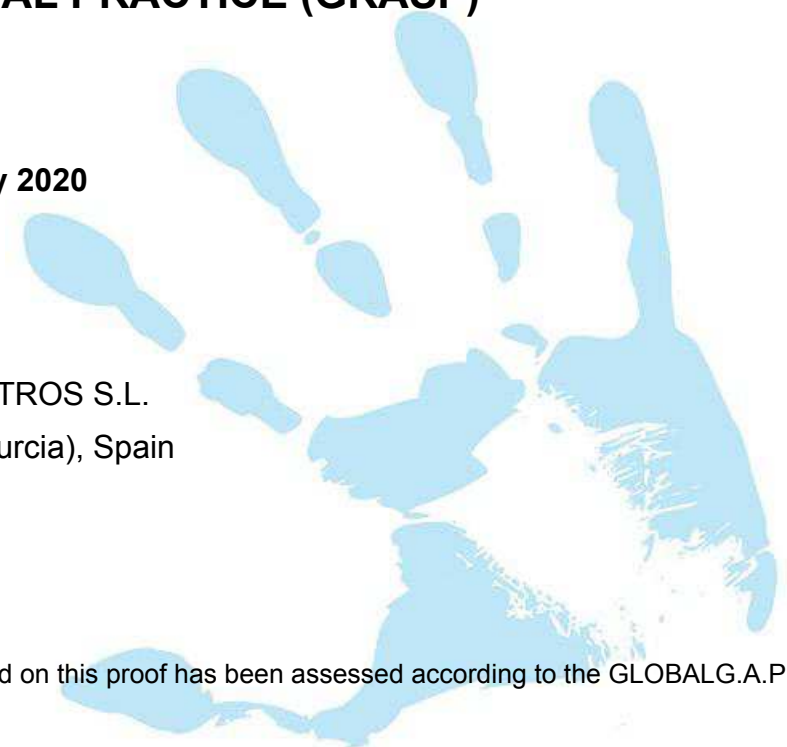 AL PRACTICE (GRASP)
y 2020
TROS S.L.
urcia), Spain
d on this proof has been assessed according to the GLOBALG.A.P